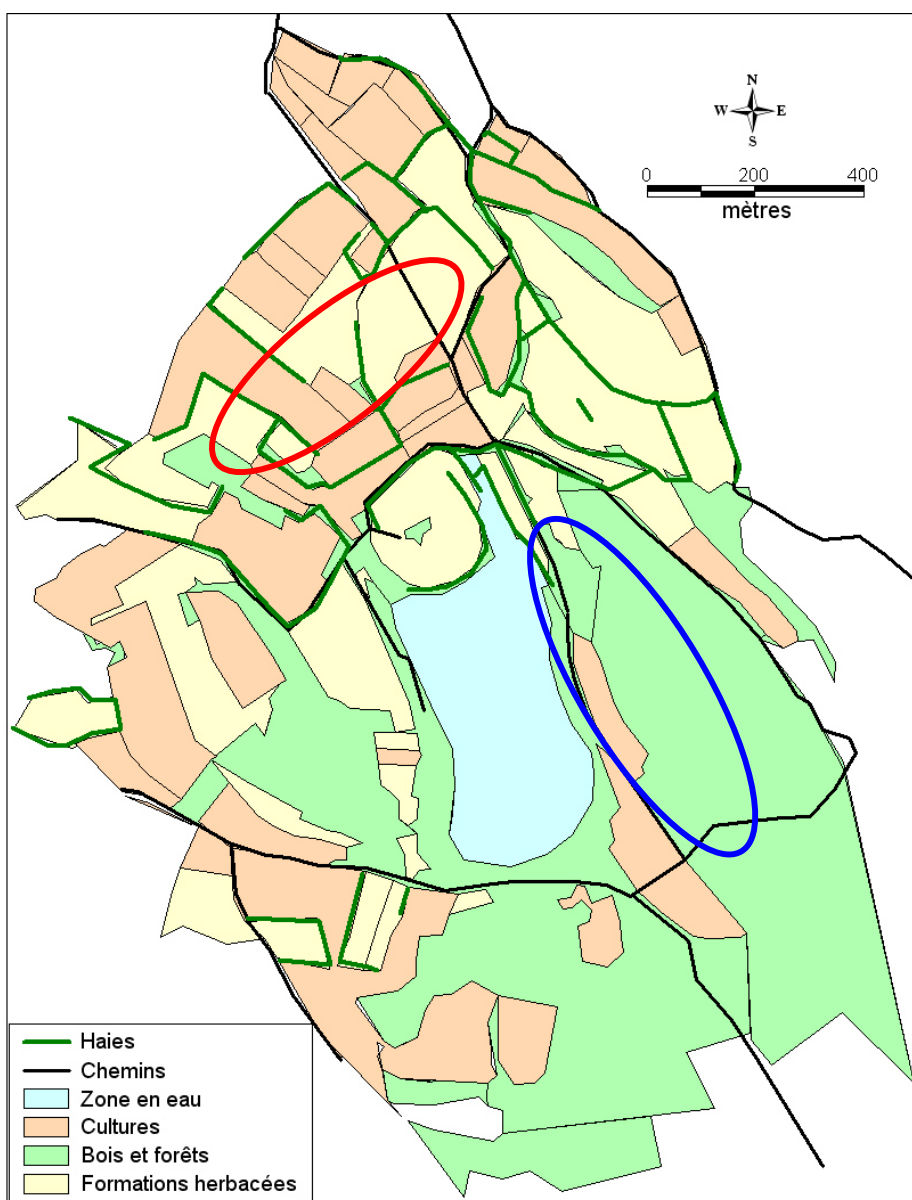 N
W E
S
0 200 400
mètres
Haies
Chemins
Zone en eau
Cultures
Bois et forêts
Formations herbacées